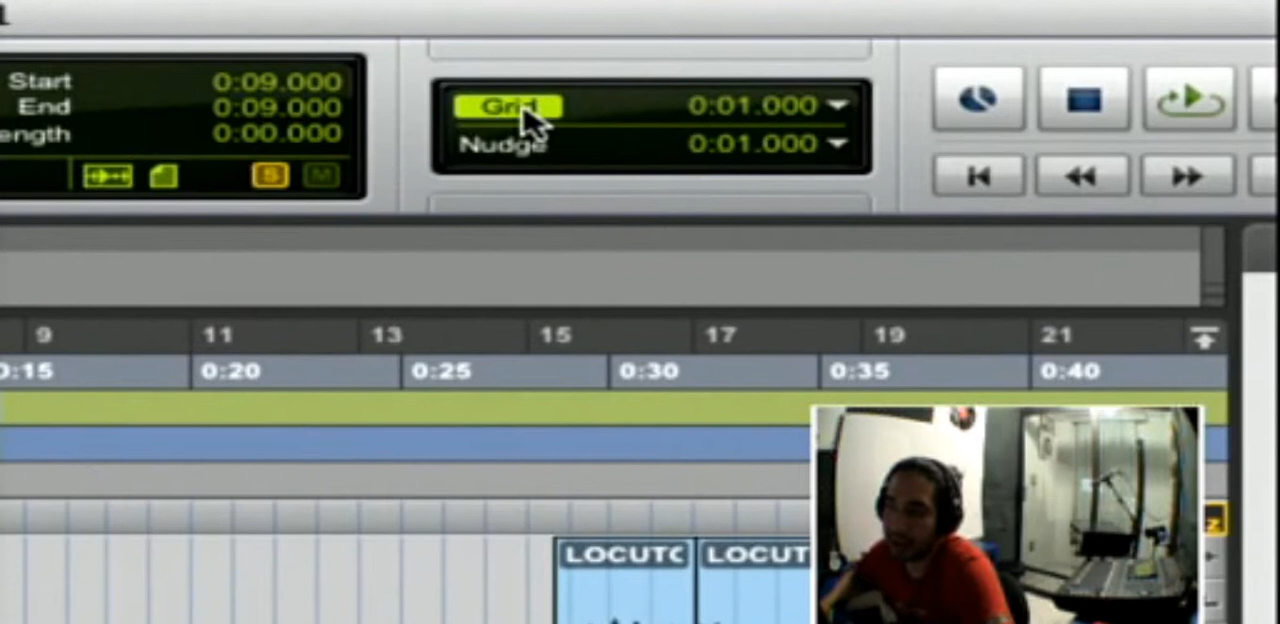 Start 0:09.000
End 0:09.000
ength 0:00.000
S M
Grid 0:01.000
Nudge 0:01.000
9 11 13 15 17 19 21
0:15 0:20 0:25 0:30 0:35 0:40
LOCUTO LOCUT
z